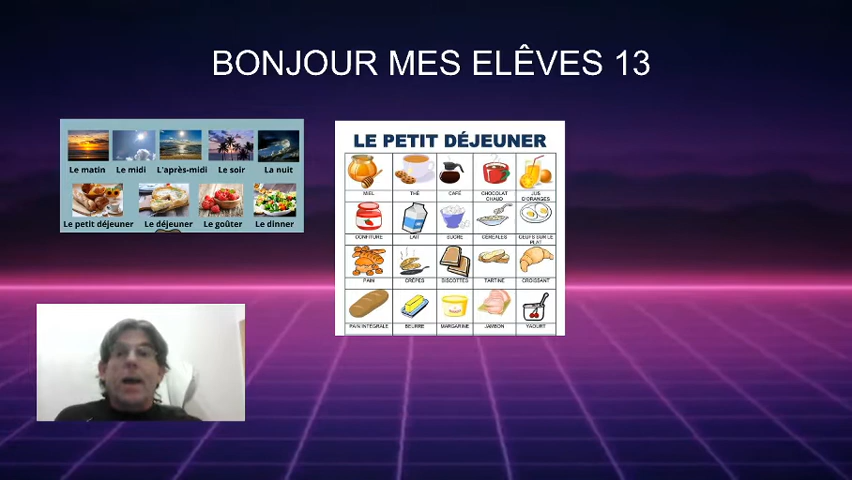 BONJOUR MES ELÊVES 13
Le matin Le midi L'après-midi Le soir La nuit
Le petit déjeuner Le déjeuner Le goûter Le dinner
LE PETIT DÉJEUNER
MIEL THÉ CAFÉ CHOCOLAT CHAUD JUS D'ORANGES
CONFITURE LAIT SUCRE CÉRÉALES OEUFS SUR LE PLAT
PAIN CRÊPES BISCOTTES TARTINE CROISSANT
PAIN INTEGRALE BEURRE MARGARINE JAMBON YAOURT